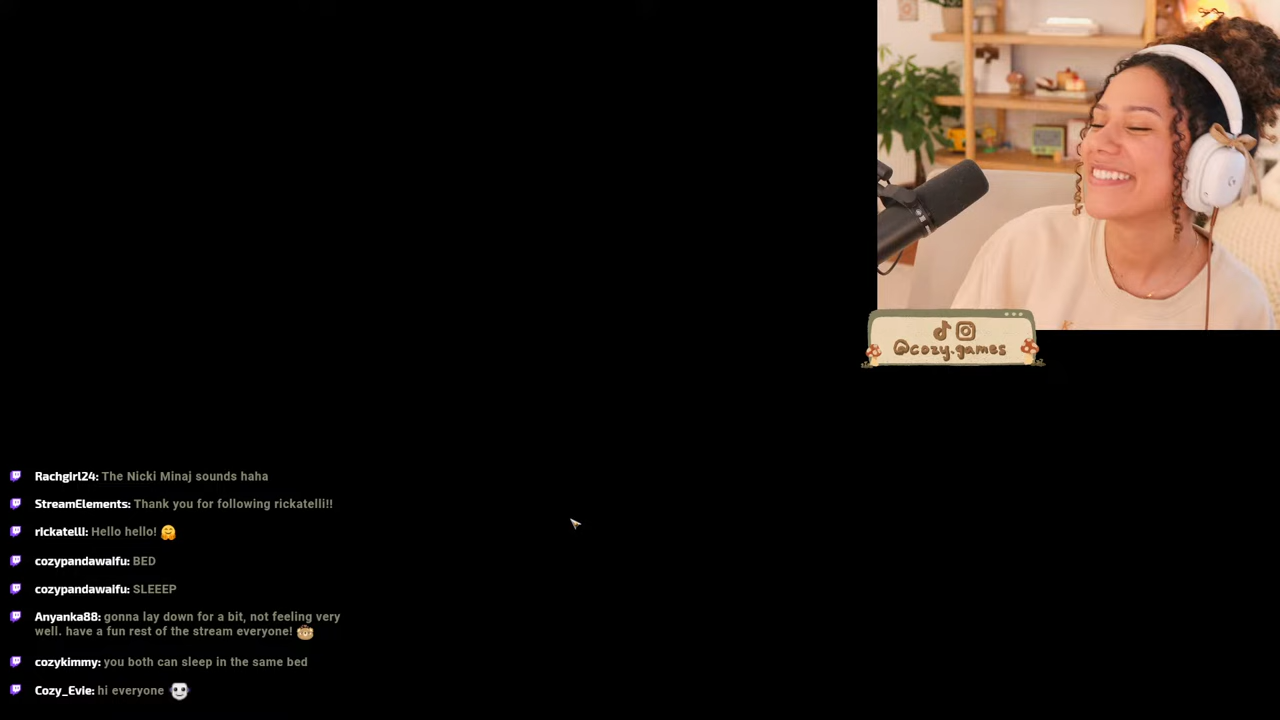 @cozy.games
Rachgirl24: The Nicki Minaj sounds haha
StreamElements: Thank you for following rickatelli!!
rickatelli: Hello hello! 🤗
cozypandawaifu: BED
cozypandawaifu: SLEEEP
Anyanka88: gonna lay down for a bit, not feeling very
well. have a fun rest of the stream everyone!
cozykimmy: you both can sleep in the same bed
Cozy_Evie: hi everyone